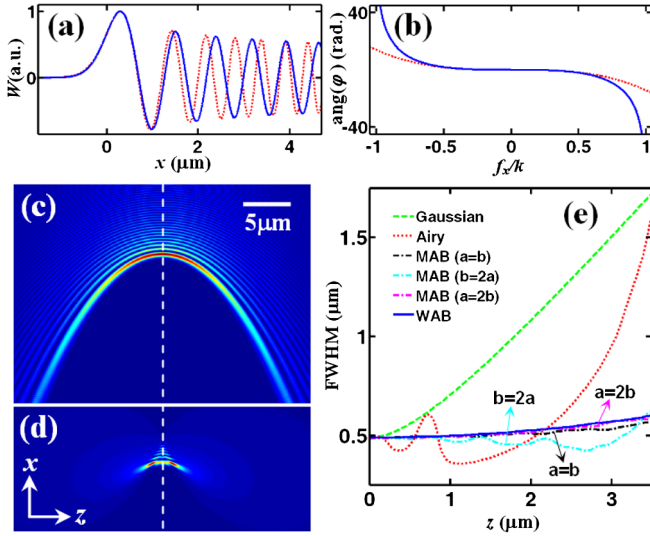 (a)
W(a.u.)
1
0
0 1 2 3 4
x (μm)
(b)
ang(φ) (rad.)
40
-40
-1 -0.5 0 0.5 1
fx/k
(c)
5μm
(d)
x
z
(e)
FWHM (μm)
1.5
1
0.5
0 1 2 3
z (μm)
Gaussian
Airy
MAB (a=b)
MAB (b=2a)
MAB (a=2b)
WAB
b=2a
a=2b
a=b